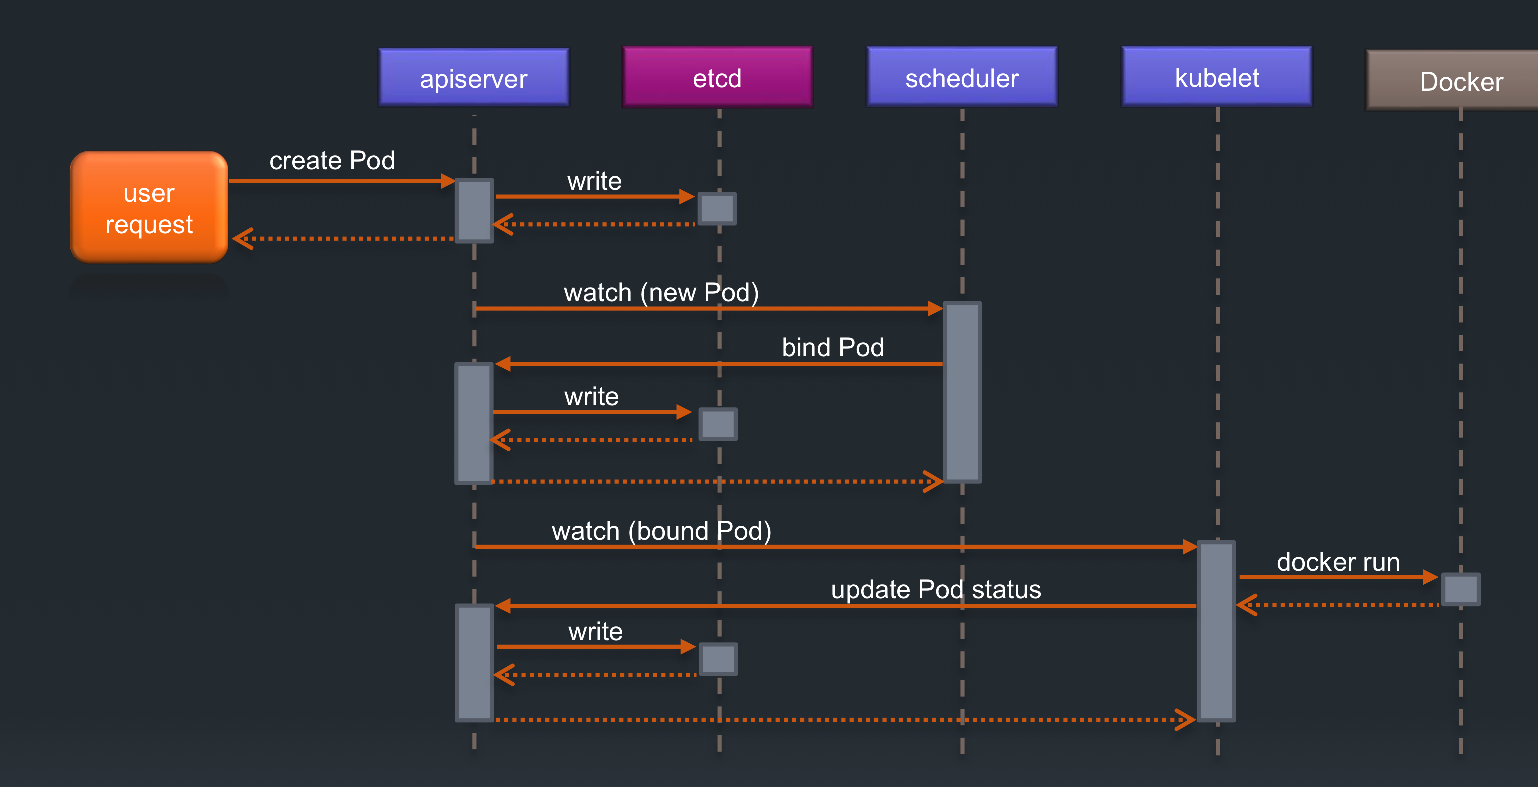 apiserver
etcd
scheduler
kubelet
Docker
create Pod
user
request
write
watch (new Pod)
bind Pod
write
watch (bound Pod)
docker run
update Pod status
write